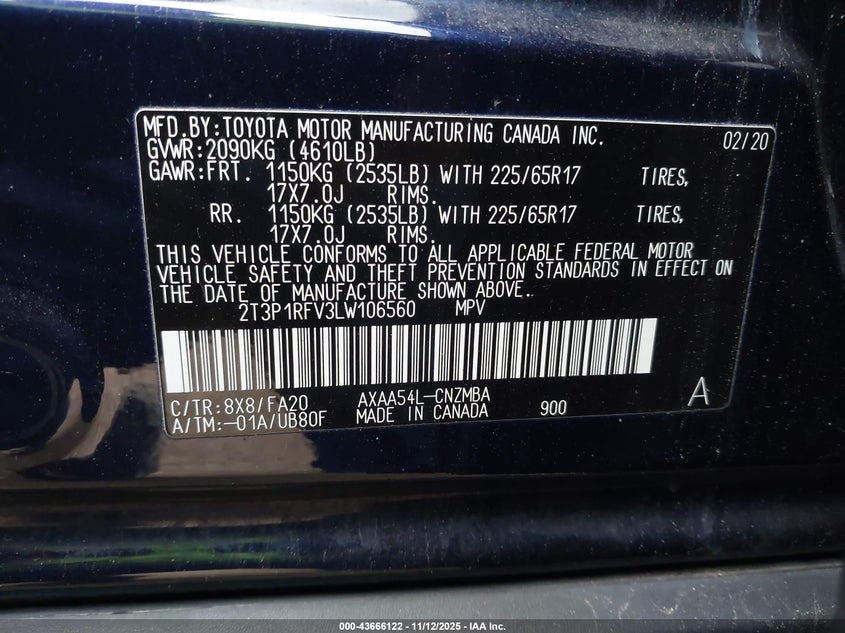 MFD.BY:TOYOTA MOTOR MANUFACTURING CANADA INC. 02/20
GVWR:2090KG (4610LB)
GAWR:FRT. 1150KG (2535LB) WITH 225/65R17 TIRES,
17X7.0J RIMS.
RR. 1150KG (2535LB) WITH 225/65R17 TIRES,
17X7.0J RIMS.
THIS VEHICLE CONFORMS TO ALL APPLICABLE FEDERAL MOTOR
VEHICLE SAFETY AND THEFT PREVENTION STANDARDS IN EFFECT ON
THE DATE OF MANUFACTURE SHOWN ABOVE.
2T3P1RFV3LW106560 MPV
C/TR:8X8/FA20 AXAA54L-CNZMBA A
A/TM:-01A/UB80F MADE IN CANADA 900
000-43666122 - 11/12/2025 - IAA Inc.